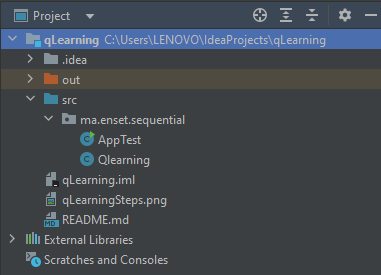 Project
qLearning C:\Users\LENOVO\IdeaProjects\qLearning
.idea
out
src
ma.enset.sequential
AppTest
Qlearning
qLearning.iml
qLearningSteps.png
README.md
External Libraries
Scratches and Consoles